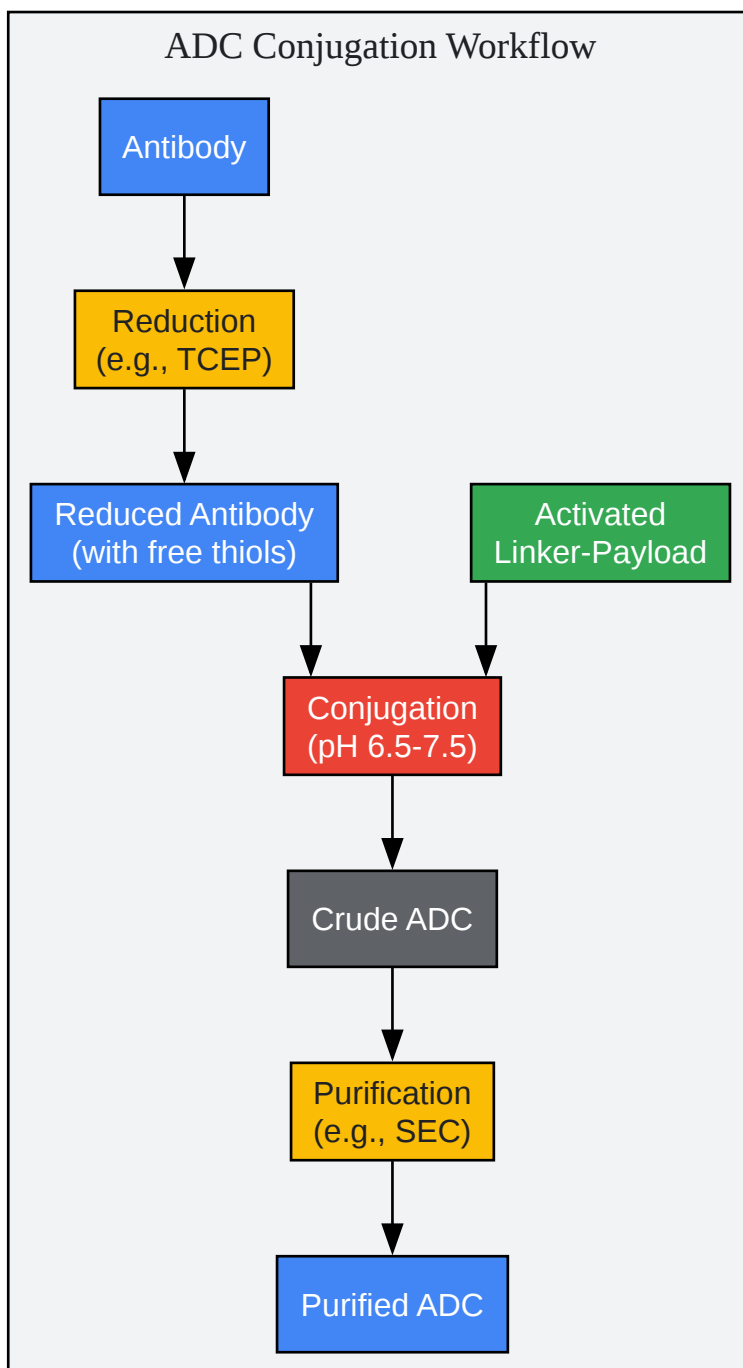 ADC Conjugation Workflow
Antibody
Reduction
(e.g., TCEP)
Reduced Antibody
(with free thiols)
Activated
Linker-Payload
Conjugation
(pH 6.5-7.5)
Crude ADC
Purification
(e.g., SEC)
Purified ADC